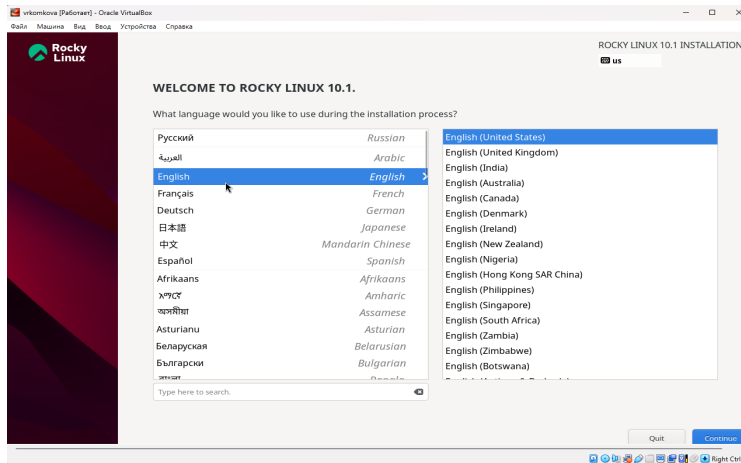 vrkomkova [Работает] - Oracle VirtualBox
Файл Машина Вид Ввод Устройства Справка
Rocky Linux
ROCKY LINUX 10.1 INSTALLATION
us
WELCOME TO ROCKY LINUX 10.1.
What language would you like to use during the installation process?
Русский Russian
العربية Arabic
English English
Français French
Deutsch German
日本語 Japanese
中文 Mandarin Chinese
Español Spanish
Afrikaans Afrikaans
አማርኛ Amharic
অসমীয়া Assamese
Asturianu Asturian
Беларуская Belarusian
Български Bulgarian
English (United States)
English (United Kingdom)
English (India)
English (Australia)
English (Canada)
English (Denmark)
English (Ireland)
English (New Zealand)
English (Nigeria)
English (Hong Kong SAR China)
English (Philippines)
English (Singapore)
English (South Africa)
English (Zambia)
English (Zimbabwe)
English (Botswana)
Type here to search.
Quit
Continue
Right Ctrl